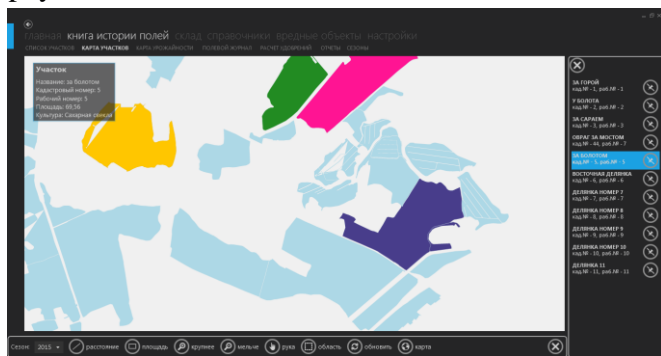 главная книга истории полей склад справочники вредные объекты настройки
СПИСОК УЧАСТКОВ КАРТА УЧАСТКОВ КАРТА УРОЖАЙНОСТИ ПОЛЕВОЙ ЖУРНАЛ РАСЧЁТ УДОБРЕНИЙ ОТЧЕТЫ СЕЗОНЫ
Участок
Название: за болотом
Кадастровый номер: 5
Рабочий номер: 5
Площадь: 69,56
Культура: Сахарная свекла
ЗА ГОРОЙ
кад.№ - 1, раб.№ - 1
У БОЛОТА
кад.№ - 2, раб.№ - 2
ЗА САРАЕМ
кад.№ - 3, раб.№ - 3
ОВРАГ ЗА МОСТОМ
кад.№ - 44, раб.№ - 7
ЗА БОЛОТОМ
кад.№ - 5, раб.№ - 5
ВОСТОЧНАЯ ДЕЛЯНКА
кад.№ - 6, раб.№ - 6
ДЕЛЯНКА НОМЕР 7
кад.№ - 7, раб.№ - 7
ДЕЛЯНКА НОМЕР 8
кад.№ - 8, раб.№ - 8
ДЕЛЯНКА НОМЕР 9
кад.№ - 9, раб.№ - 9
ДЕЛЯНКА НОМЕР 10
кад.№ - 10, раб.№ - 10
ДЕЛЯНКА 11
кад.№ - 11, раб.№ - 11
Сезон: 2015 расстояние площадь крупнее мельче рука область обновить карта